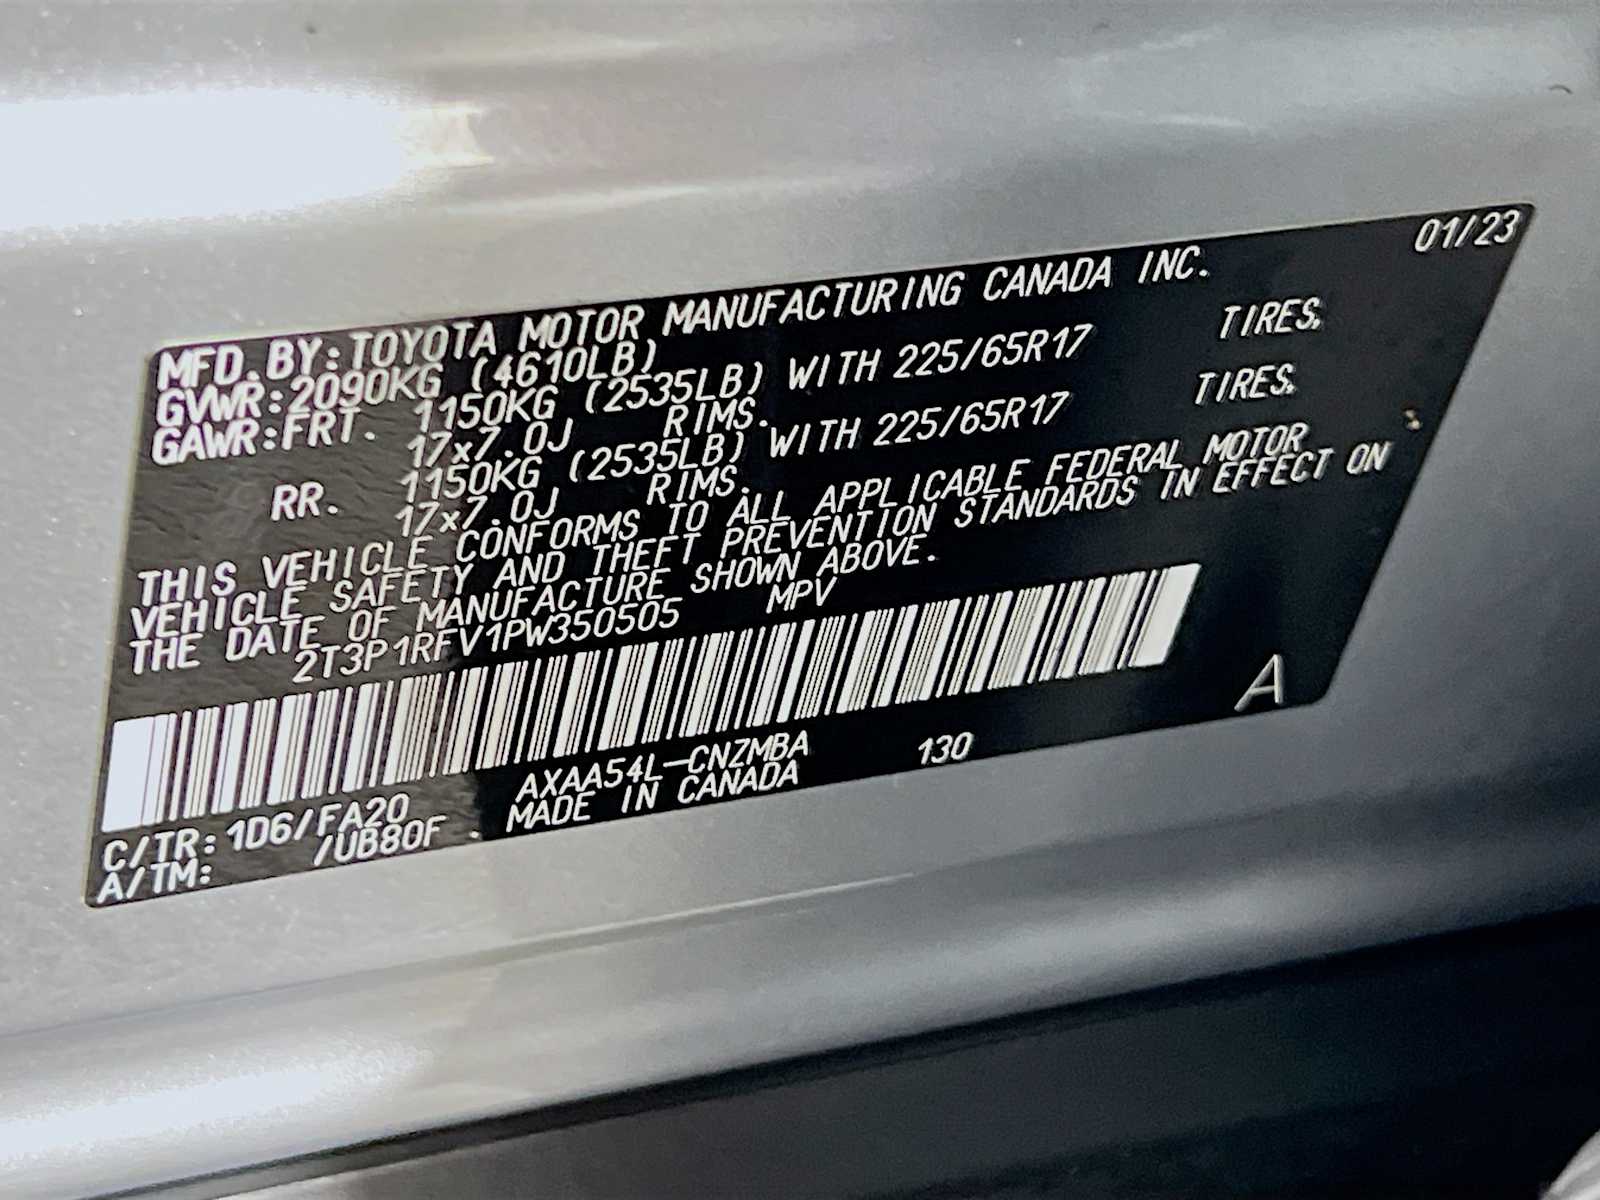 01/23
MFD. BY: TOYOTA MOTOR MANUFACTURING CANADA INC.
GVWR: 2090KG (4610LB)
GAWR: FRT. 1150KG (2535LB) WITH 225/65R17 TIRES,
17x7.0J RIMS.
RR. 1150KG (2535LB) WITH 225/65R17 TIRES,
17x7.0J RIMS.
THIS VEHICLE CONFORMS TO ALL APPLICABLE FEDERAL MOTOR
VEHICLE SAFETY AND THEFT PREVENTION STANDARDS IN EFFECT ON
THE DATE OF MANUFACTURE SHOWN ABOVE.
2T3P1RFV1PW350505 MPV
A
AXAA54L-CNZMBA 130
C/TR: 1D6/FA20 MADE IN CANADA
A/TM: /UB80F .